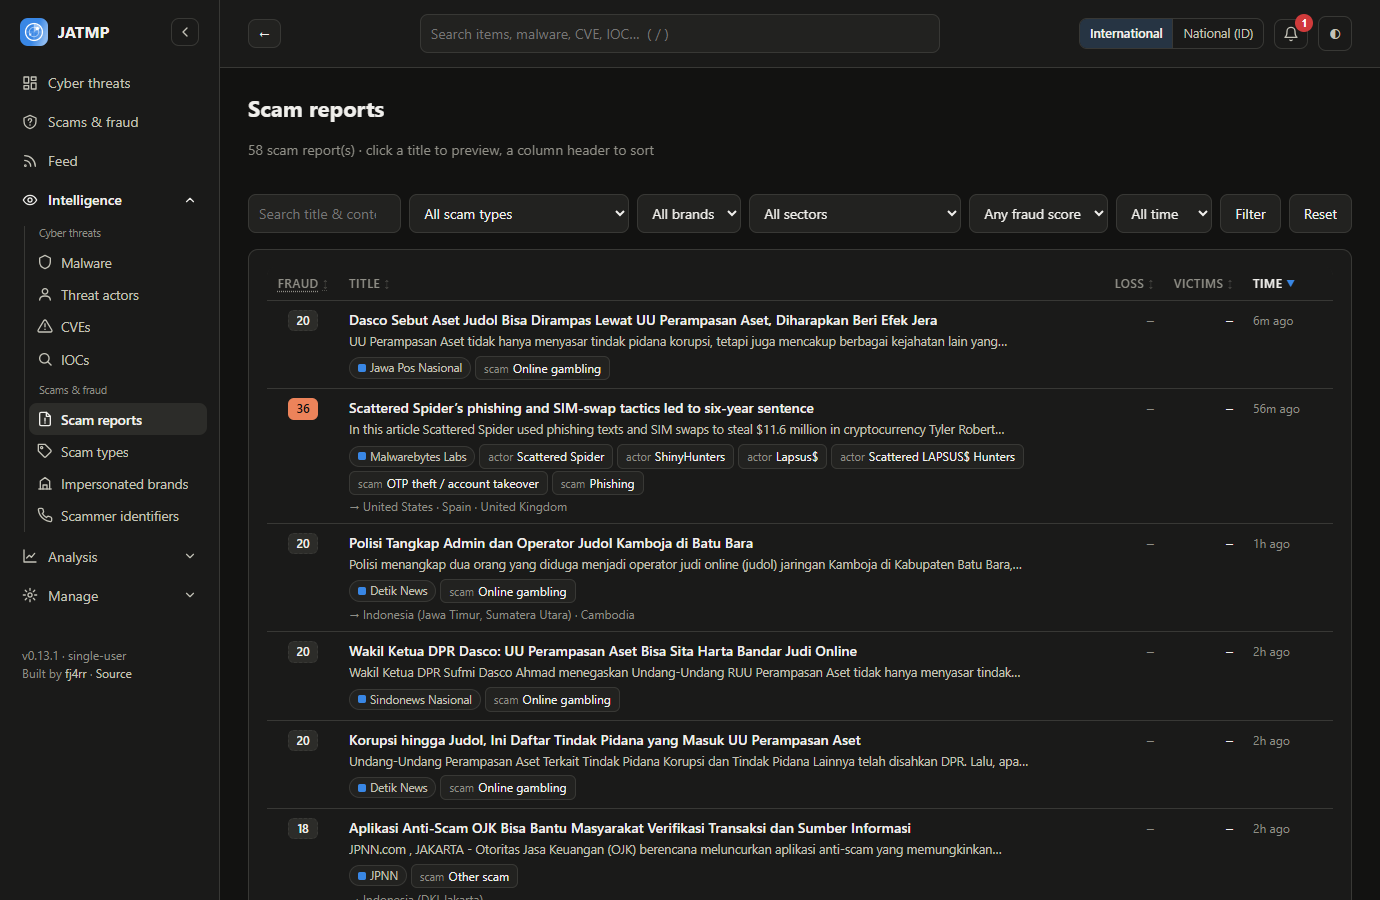 JATMP
Search items, malware, CVE, IOC... ( / )
International
National (ID)
1
Cyber threats
Scams & fraud
Feed
Intelligence
Cyber threats
Malware
Threat actors
CVEs
IOCs
Scams & fraud
Scam reports
Scam types
Impersonated brands
Scammer identifiers
Analysis
Manage
v0.13.1 · single-user
Built by fj4rr · Source
Scam reports
58 scam report(s) · click a title to preview, a column header to sort
Search title & conte
All scam types
All brands
All sectors
Any fraud score
All time
Filter
Reset
FRAUD TITLE LOSS VICTIMS TIME
20 Dasco Sebut Aset Judol Bisa Dirampas Lewat UU Perampasan Aset, Diharapkan Beri Efek Jera – – 6m ago
UU Perampasan Aset tidak hanya menyasar tindak pidana korupsi, tetapi juga mencakup berbagai kejahatan lain yang...
Jawa Pos Nasional scam Online gambling
36 Scattered Spider’s phishing and SIM-swap tactics led to six-year sentence – – 56m ago
In this article Scattered Spider used phishing texts and SIM swaps to steal $11.6 million in cryptocurrency Tyler Robert...
Malwarebytes Labs actor Scattered Spider actor ShinyHunters actor Lapsus$ actor Scattered LAPSUS$ Hunters
scam OTP theft / account takeover scam Phishing
→ United States · Spain · United Kingdom
20 Polisi Tangkap Admin dan Operator Judol Kamboja di Batu Bara – – 1h ago
Polisi menangkap dua orang yang diduga menjadi operator judi online (judol) jaringan Kamboja di Kabupaten Batu Bara,...
Detik News scam Online gambling
→ Indonesia (Jawa Timur, Sumatera Utara) · Cambodia
20 Wakil Ketua DPR Dasco: UU Perampasan Aset Bisa Sita Harta Bandar Judi Online – – 2h ago
Wakil Ketua DPR Sufmi Dasco Ahmad menegaskan Undang-Undang RUU Perampasan Aset tidak hanya menyasar tindak...
Sindonews Nasional scam Online gambling
20 Korupsi hingga Judol, Ini Daftar Tindak Pidana yang Masuk UU Perampasan Aset – – 2h ago
Undang-Undang Perampasan Aset Terkait Tindak Pidana Korupsi dan Tindak Pidana Lainnya telah disahkan DPR. Lalu, apa...
Detik News scam Online gambling
18 Aplikasi Anti-Scam OJK Bisa Bantu Masyarakat Verifikasi Transaksi dan Sumber Informasi – – 2h ago
JPNN.com , JAKARTA - Otoritas Jasa Keuangan (OJK) berencana meluncurkan aplikasi anti-scam yang memungkinkan...
JPNN scam Other scam
→ Indonesia (DKI Jakarta)